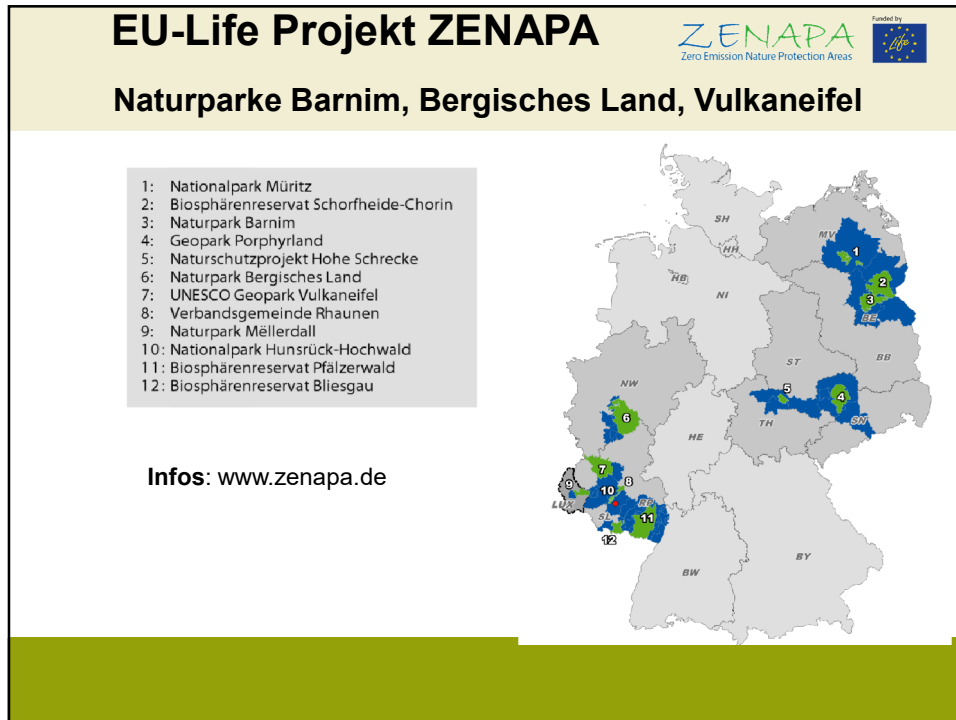 EU-Life Projekt ZENAPA
ZENAPA
Zero Emission Nature Protection Areas
Funded by
Life
Naturparke Barnim, Bergisches Land, Vulkaneifel
1: Nationalpark Müritz
2: Biosphärenreservat Schorfheide-Chorin
3: Naturpark Barnim
4: Geopark Porphyrland
5: Naturschutzprojekt Hohe Schrecke
6: Naturpark Bergisches Land
7: UNESCO Geopark Vulkaneifel
8: Verbandsgemeinde Rhaunen
9: Naturpark Mëllerdall
10: Nationalpark Hunsrück-Hochwald
11: Biosphärenreservat Pfälzerwald
12: Biosphärenreservat Bliesgau
Infos: www.zenapa.de
SH
MV
HH
1
HB
NI
2
3
BE
ST
BB
NW
5
4
6
TH
SN
HE
7
9
8
10
LUX
RP
SL
11
12
BY
BW